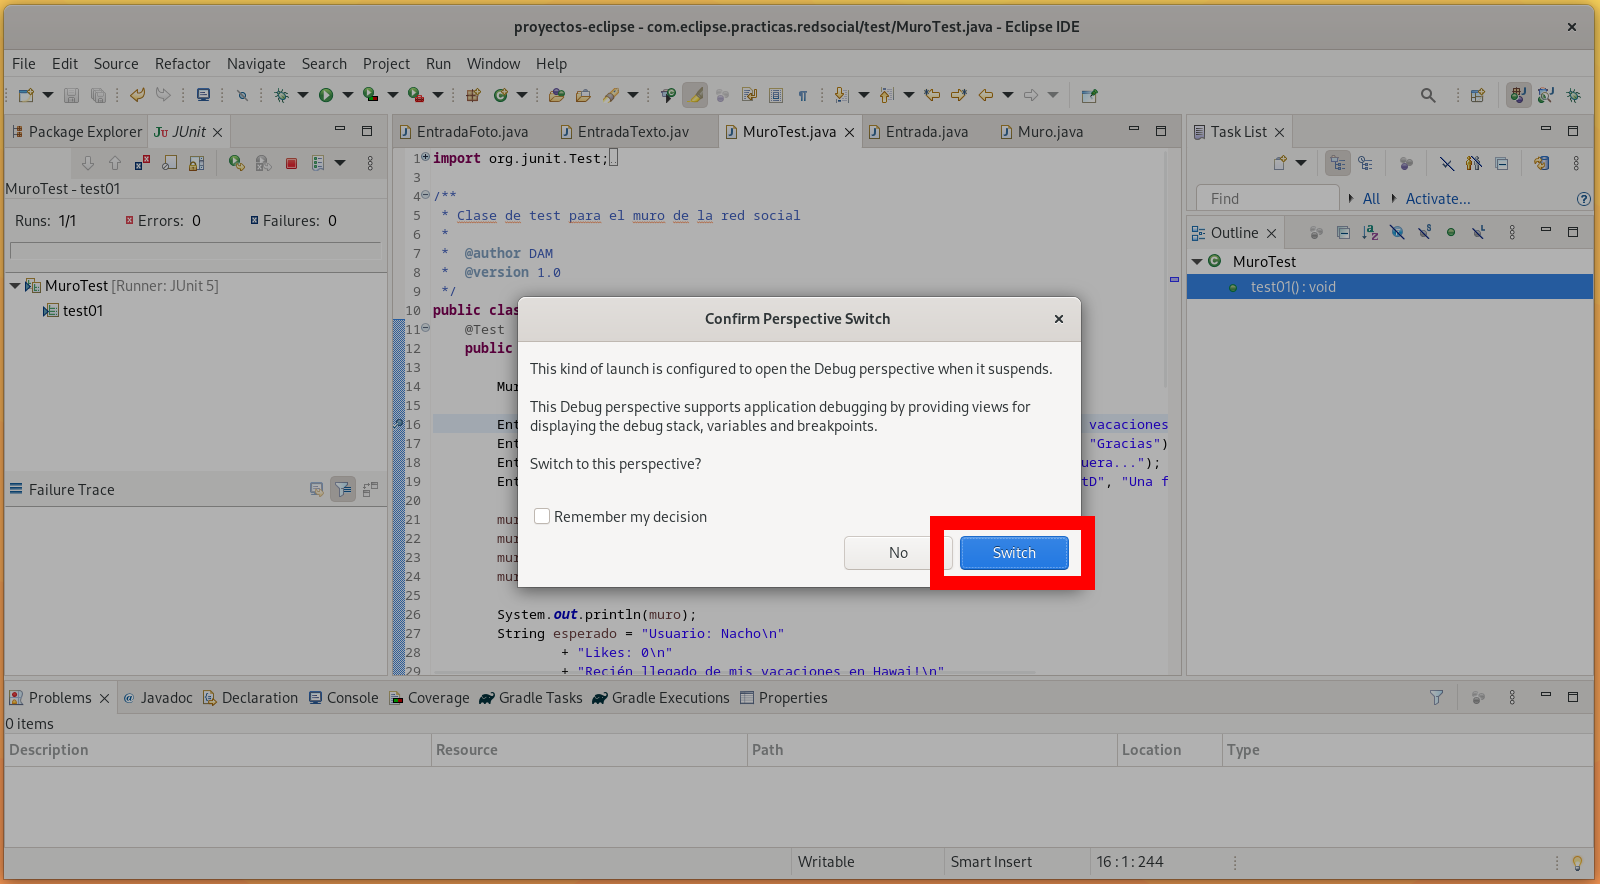 proyectos-eclipse - com.eclipse.practicas.redsocial/test/MuroTest.java - Eclipse IDE
File Edit Source Refactor Navigate Search Project Run Window Help
Package Explorer JUnit
MuroTest - test01
Runs: 1/1 Errors: 0 Failures: 0
MuroTest [Runner: JUnit 5]
test01
Failure Trace
EntradaFoto.java EntradaTexto.jav MuroTest.java Entrada.java Muro.java
1 import org.junit.Test;
3
4 /**
5 * Clase de test para el muro de la red social
6 *
7 * @author DAM
8 * @version 1.0
9 */
10 public clas
11 @Test
12 public
13
14 Mur
15
16 Ent vacaciones
17 Ent "Gracias")
18 Ent uera...");
19 Ent tD", "Una f
20
21 mur
22 mur
23 mur
24 mur
25
26 System.out.println(muro);
27 String esperado = "Usuario: Nacho\n"
28 + "Likes: 0\n"
29 + "Recién llegado de mis vacaciones en Hawai!\n"
Confirm Perspective Switch
This kind of launch is configured to open the Debug perspective when it suspends.
This Debug perspective supports application debugging by providing views for
displaying the debug stack, variables and breakpoints.
Switch to this perspective?
Remember my decision
No Switch
Task List
Find All Activate...
Outline
MuroTest
test01() : void
Problems @ Javadoc Declaration Console Coverage Gradle Tasks Gradle Executions Properties
0 items
Description Resource Path Location Type
Writable Smart Insert 16 : 1 : 244